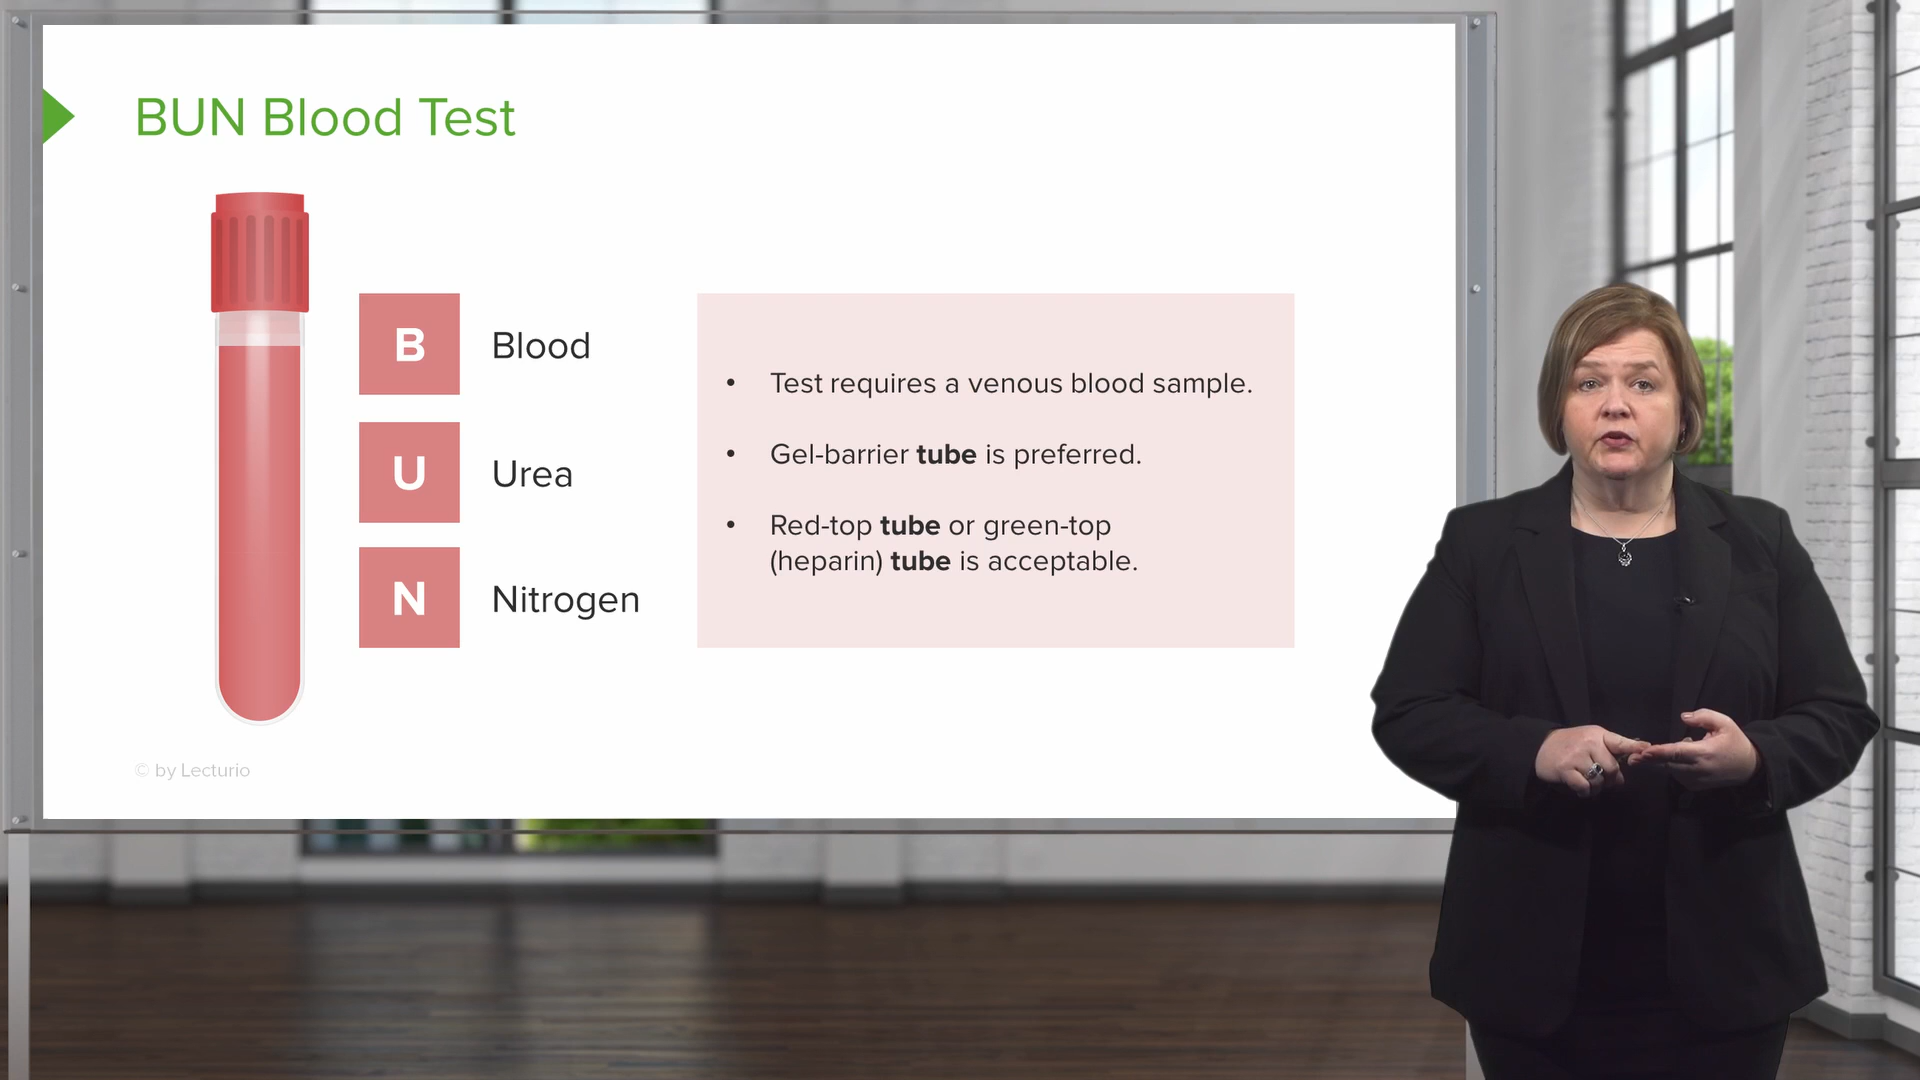 BUN Blood Test
B Blood
U Urea
N Nitrogen
• Test requires a venous blood sample.
• Gel-barrier tube is preferred.
• Red-top tube or green-top
(heparin) tube is acceptable.
© by Lecturio